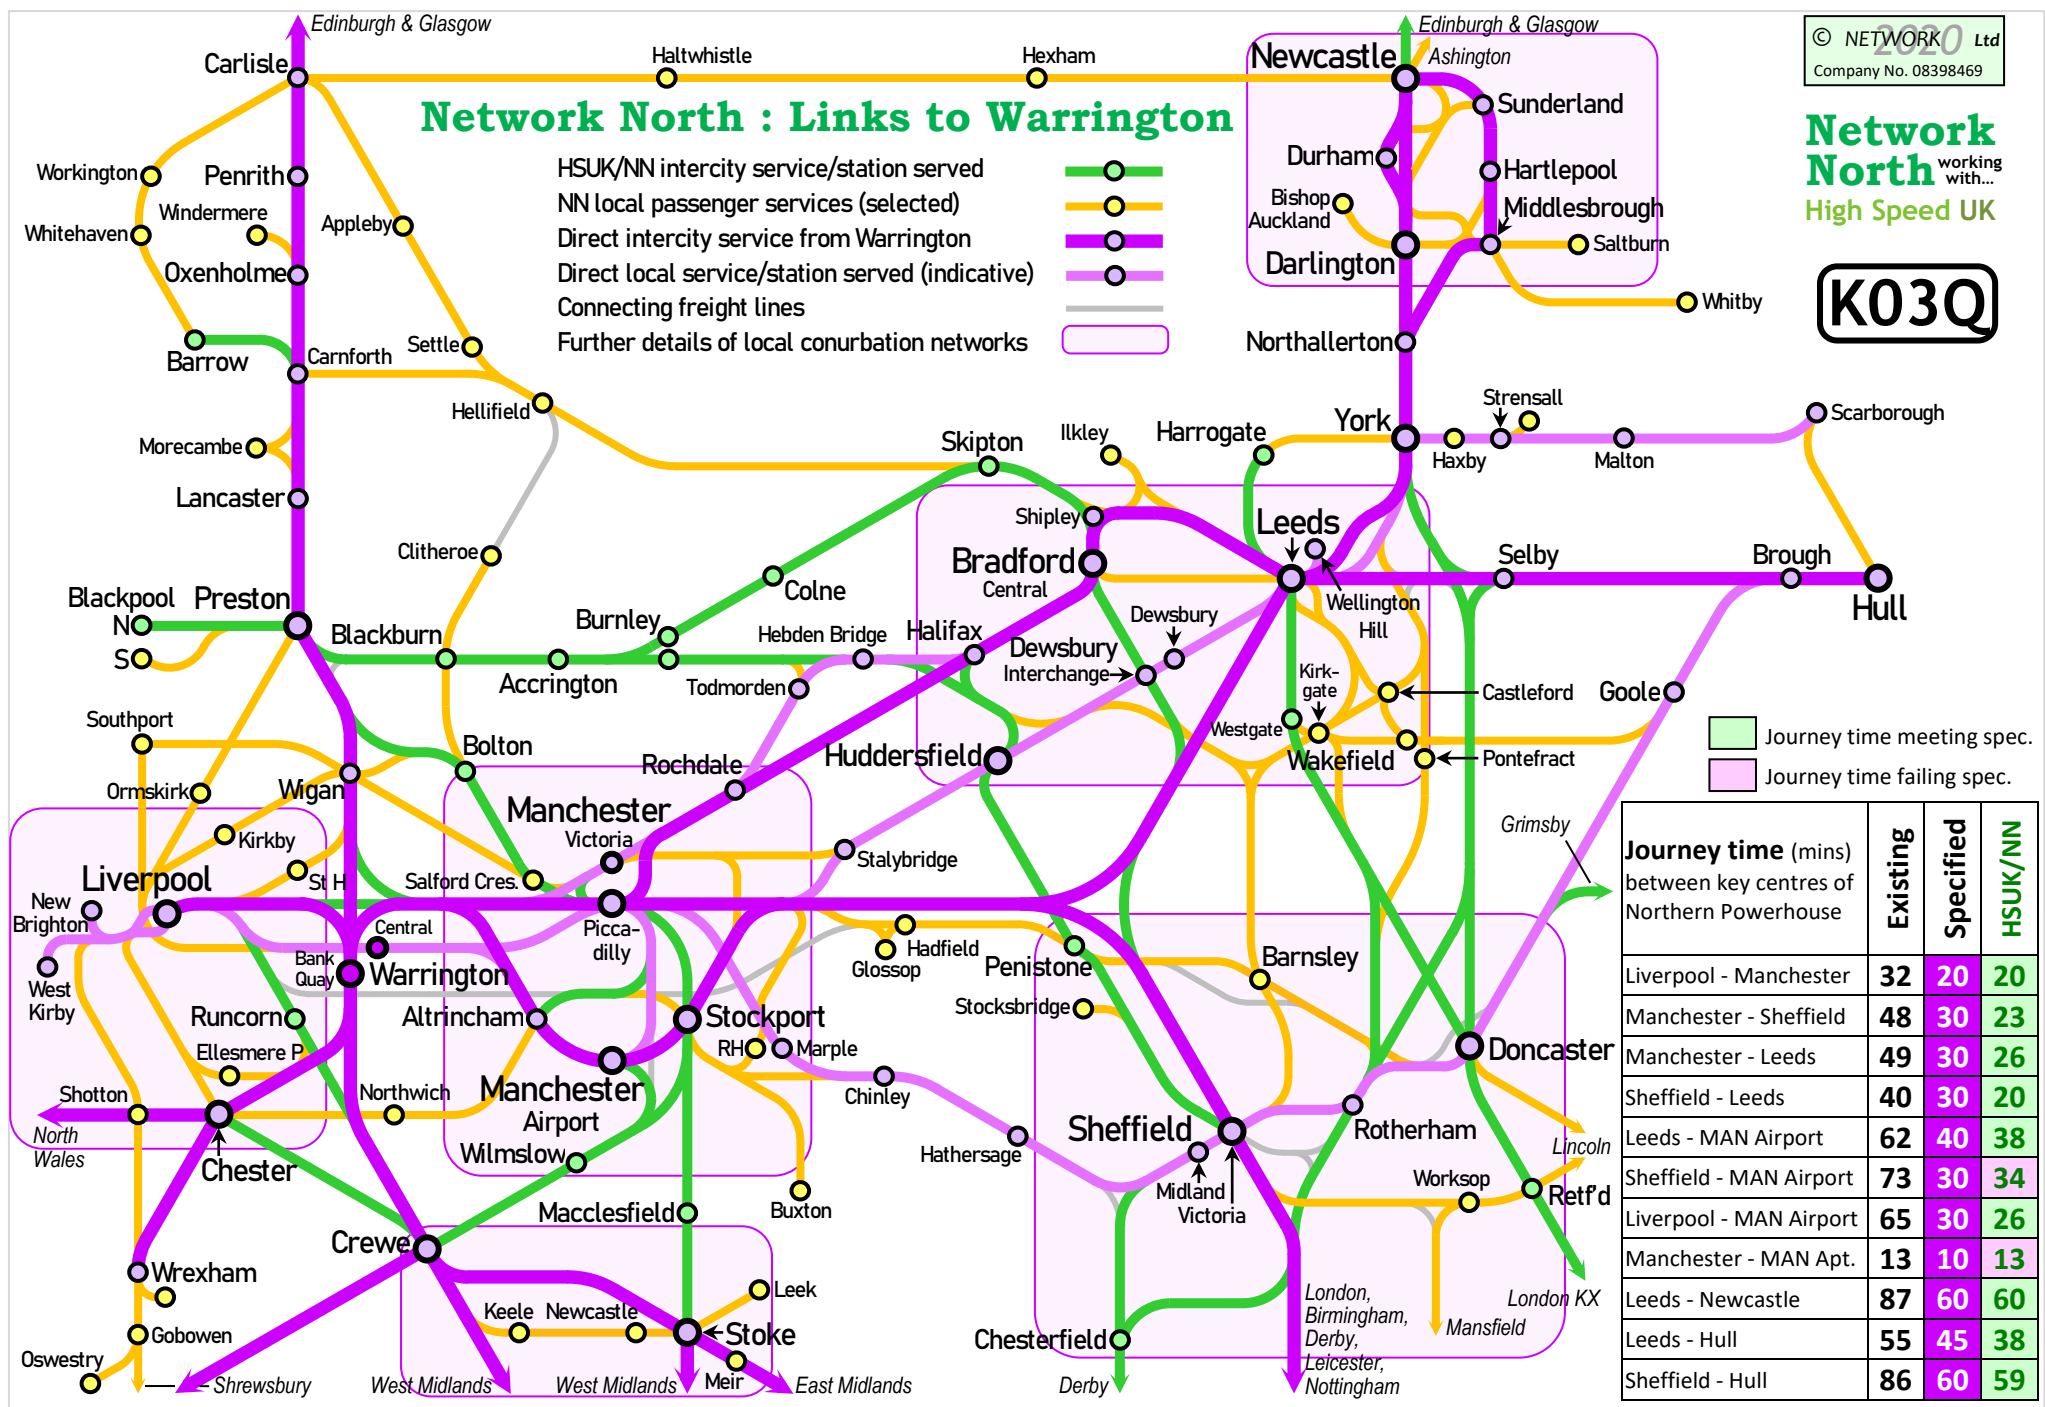 Edinburgh & Glasgow
Carlisle
Haltwhistle
Hexham
Newcastle
Edinburgh & Glasgow
Ashington
© NETWORK 2020 Ltd
Company No. 08398469
Network North : Links to Warrington
HSUK/NN intercity service/station served
NN local passenger services (selected)
Direct intercity service from Warrington
Direct local service/station served (indicative)
Connecting freight lines
Further details of local conurbation networks
Network
North working
with...
High Speed UK
K03Q
Sunderland
Durham
Hartlepool
Bishop
Auckland
Middlesbrough
Saltburn
Darlington
Whitby
Northallerton
Workington
Penrith
Windermere
Whitehaven
Appleby
Oxenholme
Barrow
Carnforth
Settle
Hellifield
Morecambe
Lancaster
Clitheroe
Skipton
Ilkley
Harrogate
York
Haxby
Strensall
Malton
Scarborough
Shipley
Bradford
Central
Leeds
Wellington
Hill
Selby
Brough
Hull
Blackpool
N
S
Preston
Blackburn
Accrington
Burnley
Colne
Hebden Bridge
Todmorden
Halifax
Dewsbury
Dewsbury
Interchange
Kirk-
gate
Westgate
Wakefield
Castleford
Pontefract
Goole
Huddersfield
Southport
Ormskirk
Wigan
Bolton
Rochdale
Manchester
Victoria
Kirkby
St H
Salford Cres.
Stalybridge
Liverpool
New
Brighton
West
Kirby
Central
Bank
Quay
Warrington
Picca-
dilly
Hadfield
Glossop
Penistone
Barnsley
Stocksbridge
Grimsby
Runcorn
Altrincham
Stockport
RH
Marple
Ellesmere P
Shotton
North
Wales
Northwich
Manchester
Airport
Chinley
Hathersage
Sheffield
Midland
Victoria
Rotherham
Doncaster
Lincoln
Worksop
Retf'd
Chester
Wilmslow
Buxton
Macclesfield
Crewe
Wrexham
Gobowen
Oswestry
Shrewsbury
Keele
Newcastle
Leek
Stoke
Meir
West Midlands
West Midlands
East Midlands
Chesterfield
Derby
London,
Birmingham,
Derby,
Leicester,
Nottingham
Mansfield
London KX
Journey time meeting spec.
Journey time failing spec.
Journey time (mins)
between key centres of
Northern Powerhouse
Existing
Specified
HSUK/NN
Liverpool - Manchester 32 20 20
Manchester - Sheffield 48 30 23
Manchester - Leeds 49 30 26
Sheffield - Leeds 40 30 20
Leeds - MAN Airport 62 40 38
Sheffield - MAN Airport 73 30 34
Liverpool - MAN Airport 65 30 26
Manchester - MAN Apt. 13 10 13
Leeds - Newcastle 87 60 60
Leeds - Hull 55 45 38
Sheffield - Hull 86 60 59